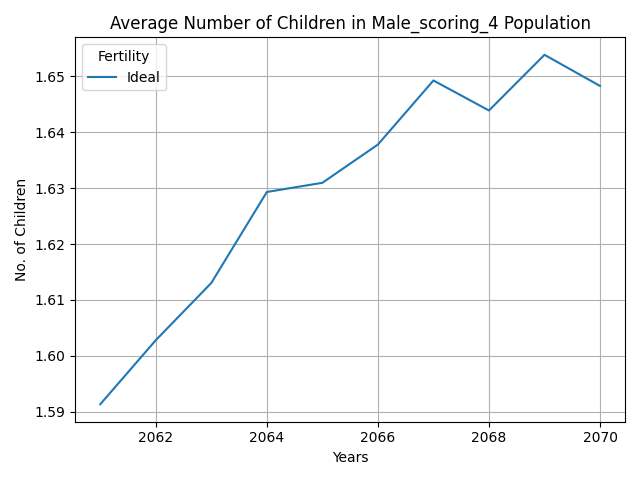 Average Number of Children in Male_scoring_4 Population
Fertility
Ideal
No. of Children
1.65
1.64
1.63
1.62
1.61
1.60
1.59
2062 2064 2066 2068 2070
Years